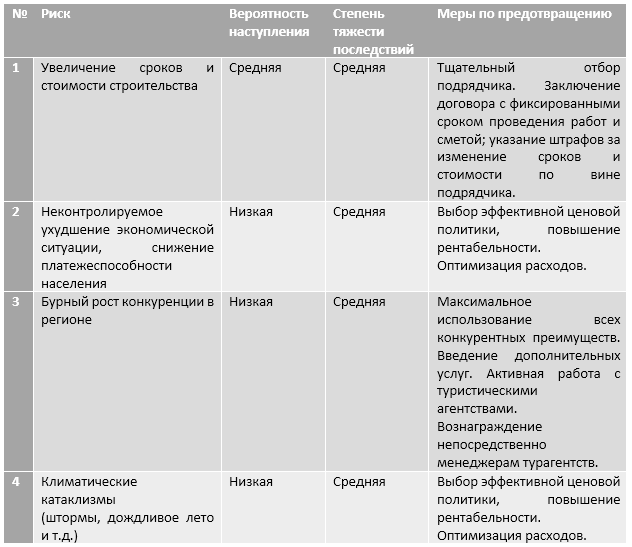 № Риск Вероятность наступления Степень тяжести последствий Меры по предотвращению
1 Увеличение сроков и стоимости строительства Средняя Средняя Тщательный отбор подрядчика. Заключение договора с фиксированными сроком проведения работ и сметой; указание штрафов за изменение сроков и стоимости по вине подрядчика.
2 Неконтролируемое ухудшение экономической ситуации, снижение платежеспособности населения Низкая Средняя Выбор эффективной ценовой политики, повышение рентабельности. Оптимизация расходов.
3 Бурный рост конкуренции в регионе Низкая Средняя Максимальное использование всех конкурентных преимуществ. Введение дополнительных услуг. Активная работа с туристическими агентствами. Вознаграждение непосредственно менеджерам турагентств.
4 Климатические катаклизмы (штормы, дождливое лето и т.д.) Низкая Средняя Выбор эффективной ценовой политики, повышение рентабельности. Оптимизация расходов.